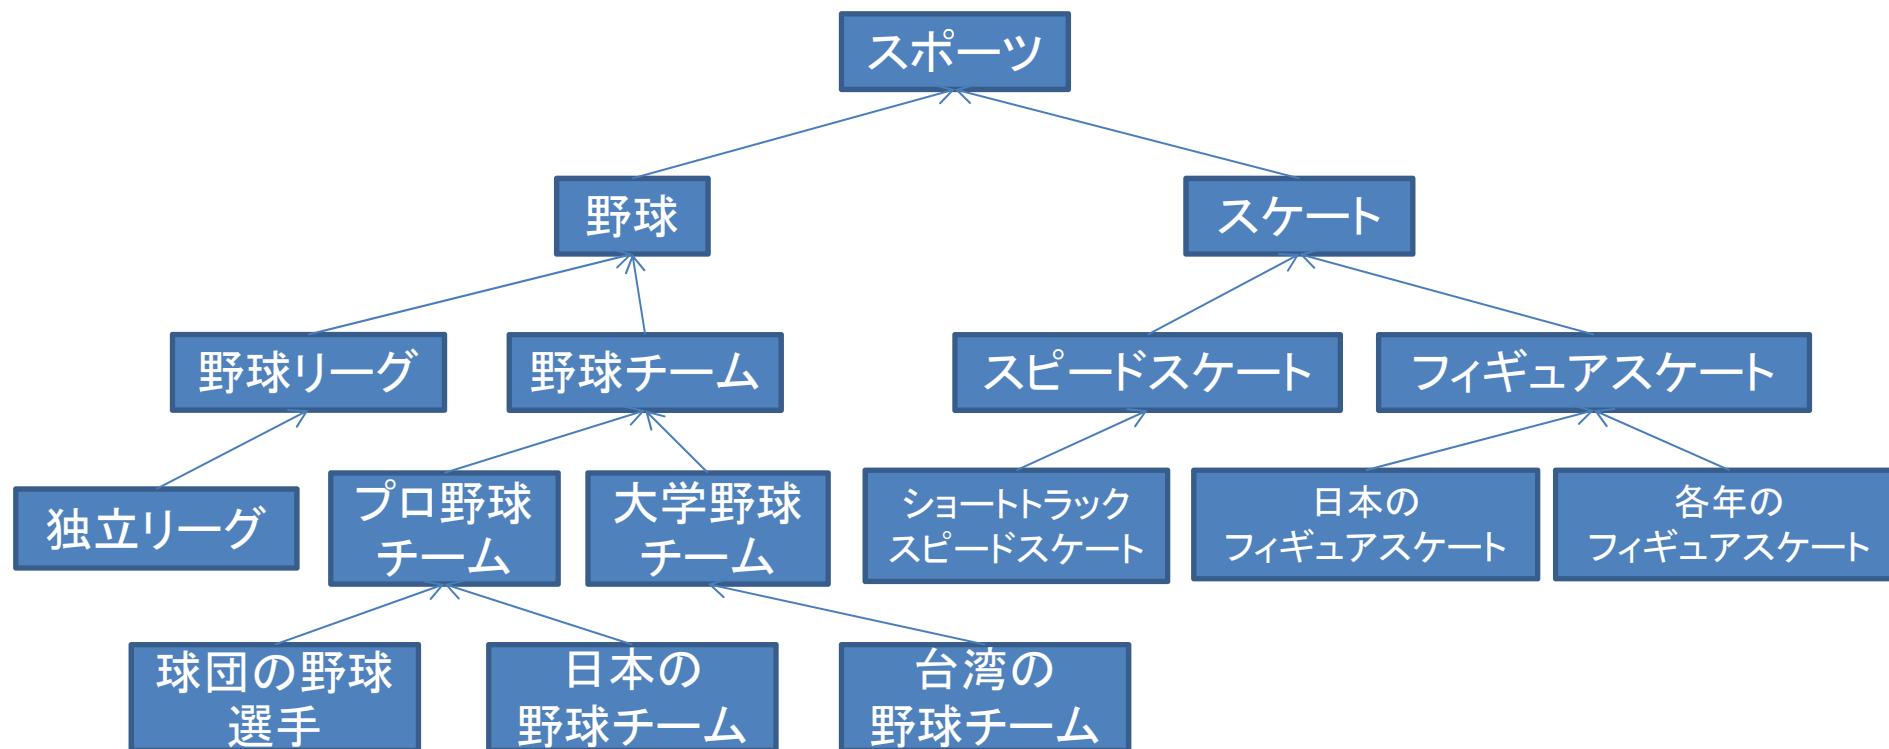 スポーツ
野球
スケート
野球リーグ
野球チーム
スピードスケート
フィギュアスケート
独立リーグ
プロ野球
チーム
大学野球
チーム
ショートトラック
スピードスケート
日本の
フィギュアスケート
各年の
フィギュアスケート
球団の野球
選手
日本の
野球チーム
台湾の
野球チーム